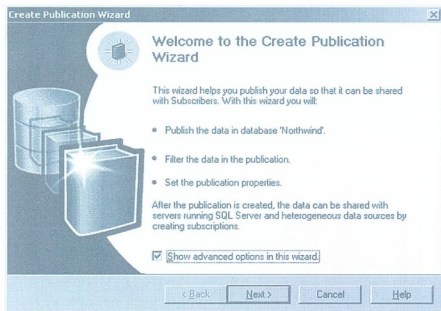 Create Publication Wizard
Welcome to the Create Publication
Wizard
This wizard helps you publish your data so that it can be shared
with Subscribers. With this wizard you will:
• Publish the data in database 'Northwind'.
• Filter the data in the publication.
• Set the publication properties.
After the publication is created, the data can be shared with
servers running SQL Server and heterogeneous data sources by
creating subscriptions.
Show advanced options in this wizard.
< Back Next > Cancel Help